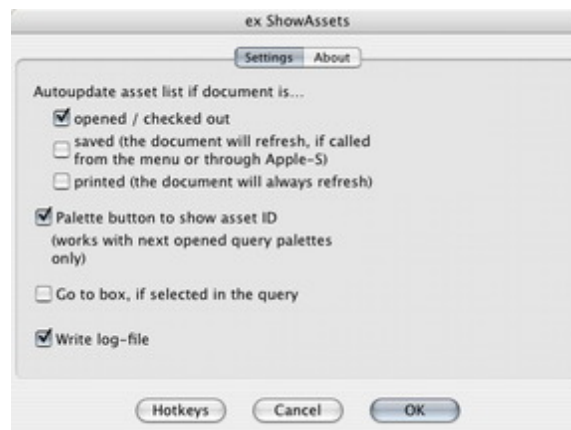 ex ShowAssets
Settings About
Autoupdate asset list if document is...
opened / checked out
saved (the document will refresh, if called
from the menu or through Apple-S)
printed (the document will always refresh)
Palette button to show asset ID
(works with next opened query palettes
only)
Go to box, if selected in the query
Write log-file
Hotkeys Cancel OK